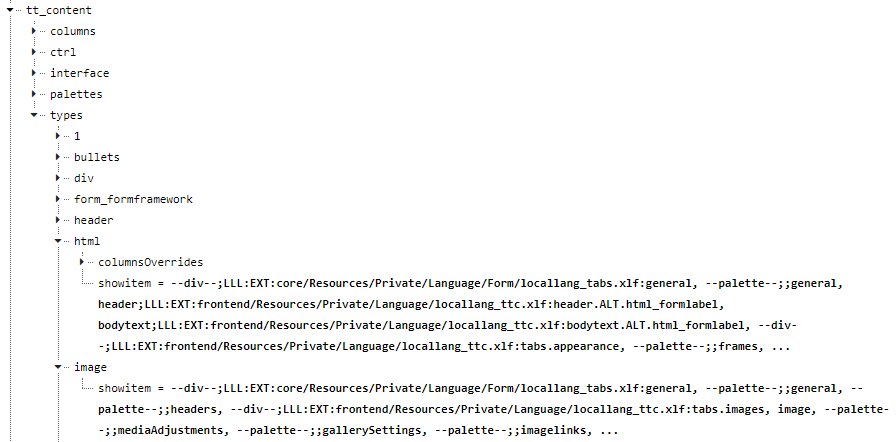 tt_content
columns
ctrl
interface
palettes
types
1
bullets
div
form_formframework
header
html
columnsOverrides
showitem = --div--;LLL:EXT:core/Resources/Private/Language/Form/locallang_tabs.xlf:general, --palette--;;general,
header;LLL:EXT:frontend/Resources/Private/Language/locallang_ttc.xlf:header.ALT.html_formlabel,
bodytext;LLL:EXT:frontend/Resources/Private/Language/locallang_ttc.xlf:bodytext.ALT.html_formlabel, --div-
-;LLL:EXT:frontend/Resources/Private/Language/locallang_ttc.xlf:tabs.appearance, --palette--;;frames, ...
image
showitem = --div--;LLL:EXT:core/Resources/Private/Language/Form/locallang_tabs.xlf:general, --palette--;;general, --
palette--;;headers, --div--;LLL:EXT:frontend/Resources/Private/Language/locallang_ttc.xlf:tabs.images, image, --palette-
-;;mediaAdjustments, --palette--;;gallerySettings, --palette--;;imagelinks, ...